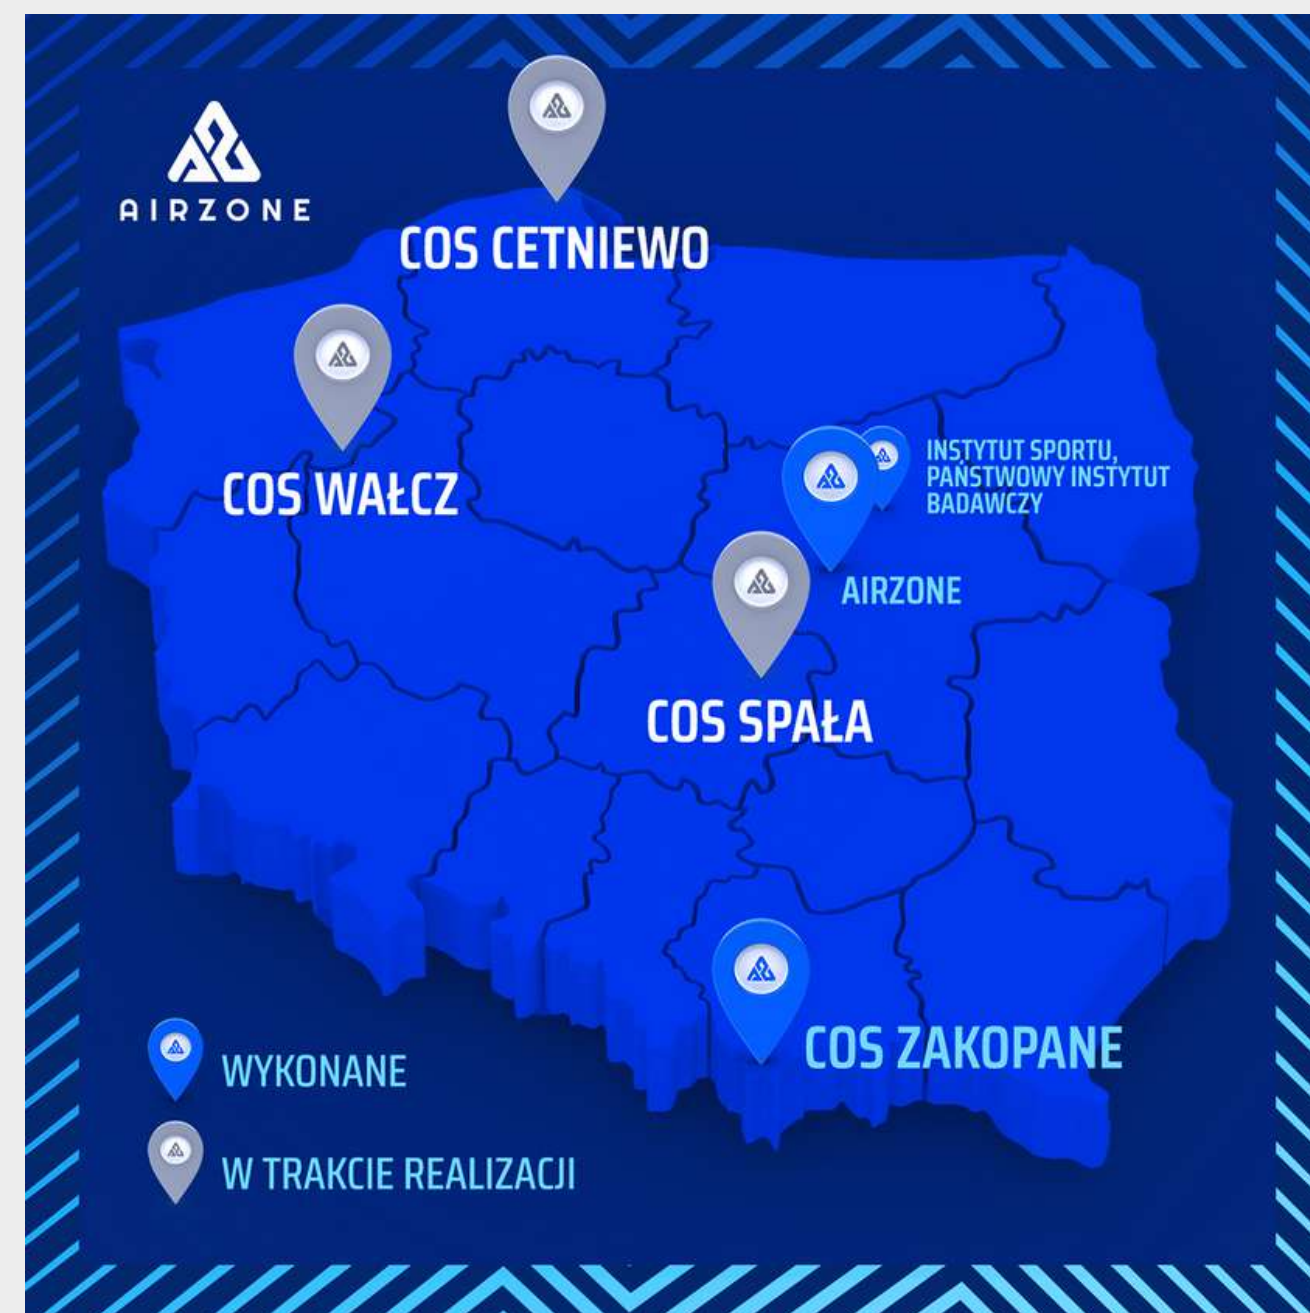 AIRZONE
COS CETNIEWO
COS WAŁCZ
INSTYTUT SPORTU,
PAŃSTWOWY INSTYTUT
BADAWCZY
AIRZONE
COS SPAŁA
COS ZAKOPANE
WYKONANE
W TRAKCIE REALIZACJI